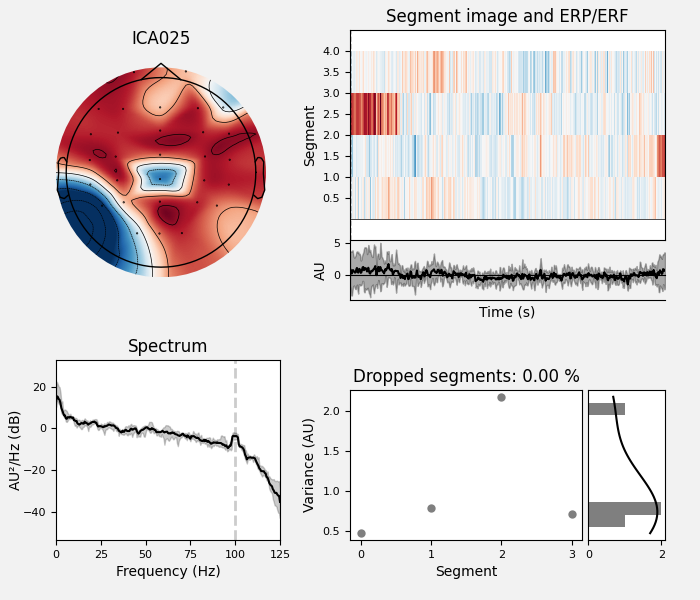 ICA025
Segment image and ERP/ERF
Segment
4.0
3.5
3.0
2.5
2.0
1.5
1.0
0.5
AU
5
0
Time (s)
Spectrum
AU²/Hz (dB)
20
0
−20
−40
0 25 50 75 100 125
Frequency (Hz)
Dropped segments: 0.00 %
Variance (AU)
2.0
1.5
1.0
0.5
0 1 2 3
Segment
0 2